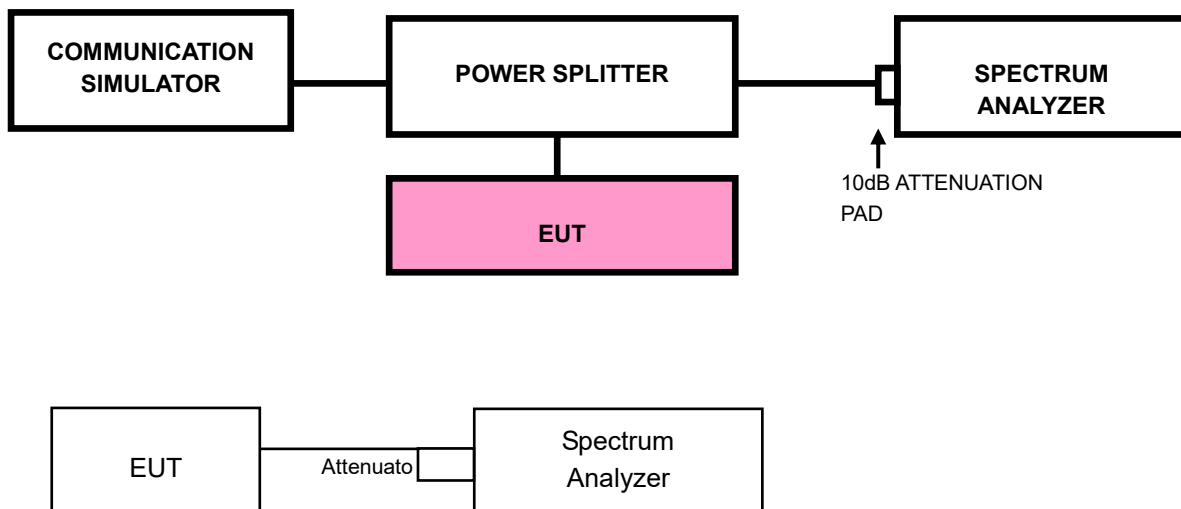 COMMUNICATION
SIMULATOR
POWER SPLITTER
SPECTRUM
ANALYZER
10dB ATTENUATION
PAD
EUT
EUT
Attenuato
Spectrum
Analyzer